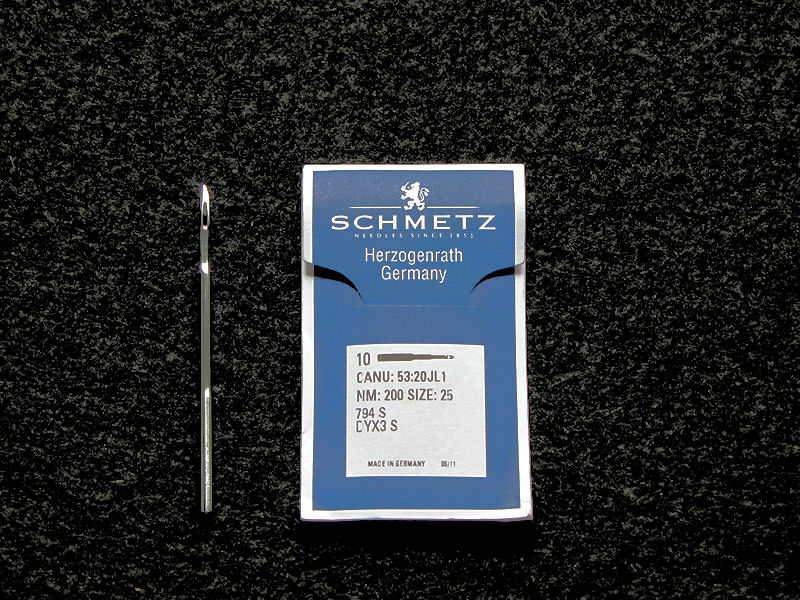 SCHMETZ
NEEDLES SINCE 1851
Herzogenrath
Germany
10
CANU: 53:20JL1
NM: 200 SIZE: 25
794 S
DYX3 S
MADE IN GERMANY 06/11